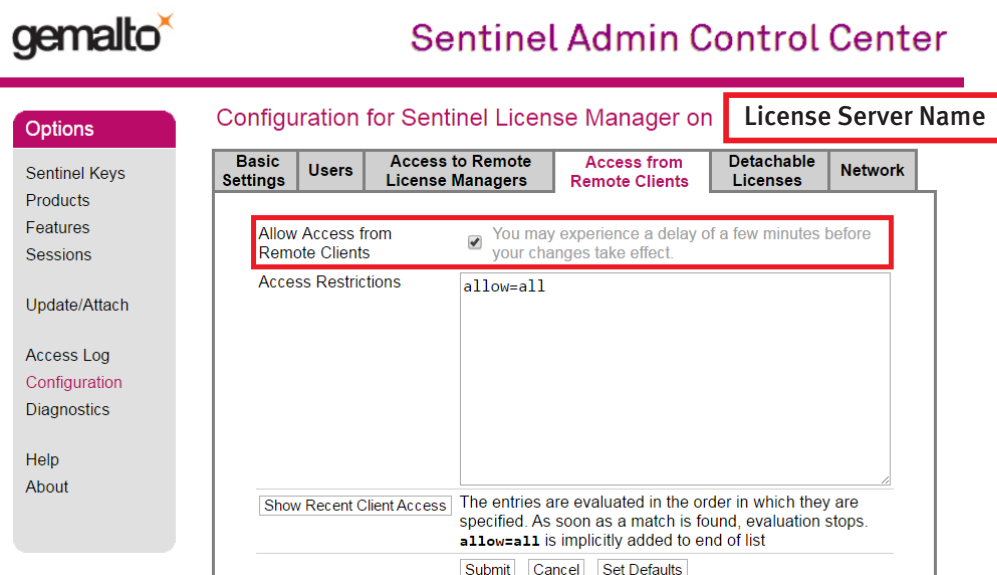 gemalto
Sentinel Admin Control Center
Options
Sentinel Keys
Products
Features
Sessions
Update/Attach
Access Log
Configuration
Diagnostics
Help
About
Configuration for Sentinel License Manager on License Server Name
Basic Settings
Users
Access to Remote License Managers
Access from Remote Clients
Detachable Licenses
Network
Allow Access from
Remote Clients
You may experience a delay of a few minutes before
your changes take effect.
Access Restrictions
allow=all
Show Recent Client Access
The entries are evaluated in the order in which they are
specified. As soon as a match is found, evaluation stops.
allow=all is implicitly added to end of list
Submit Cancel Set Defaults